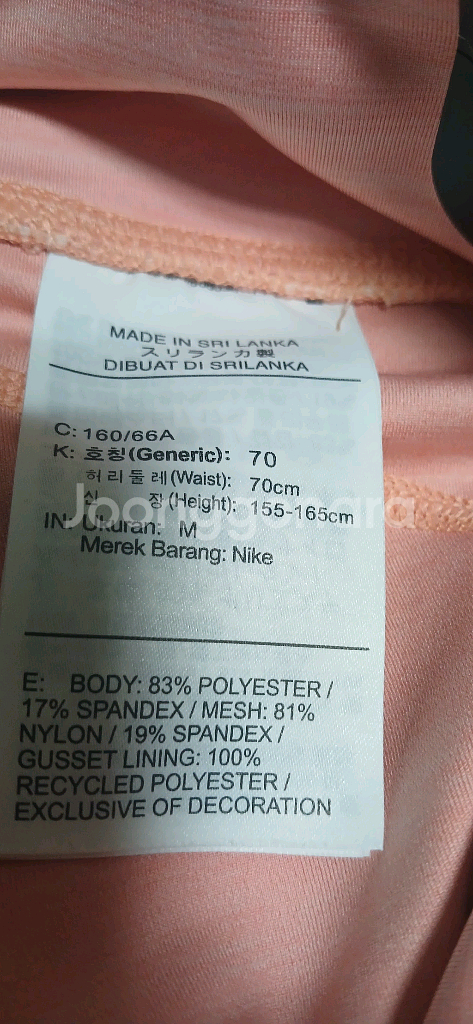 MADE IN SRI LANKA
スリランカ製
DIBUAT DI SRILANKA
C: 160/66A
K: 호칭(Generic): 70
허리둘레(Waist): 70cm
신 장(Height): 155-165cm
Joonggonara
IN: Ukuran: M
Merek Barang: Nike
E: BODY: 83% POLYESTER /
17% SPANDEX / MESH: 81%
NYLON / 19% SPANDEX /
GUSSET LINING: 100%
RECYCLED POLYESTER /
EXCLUSIVE OF DECORATION